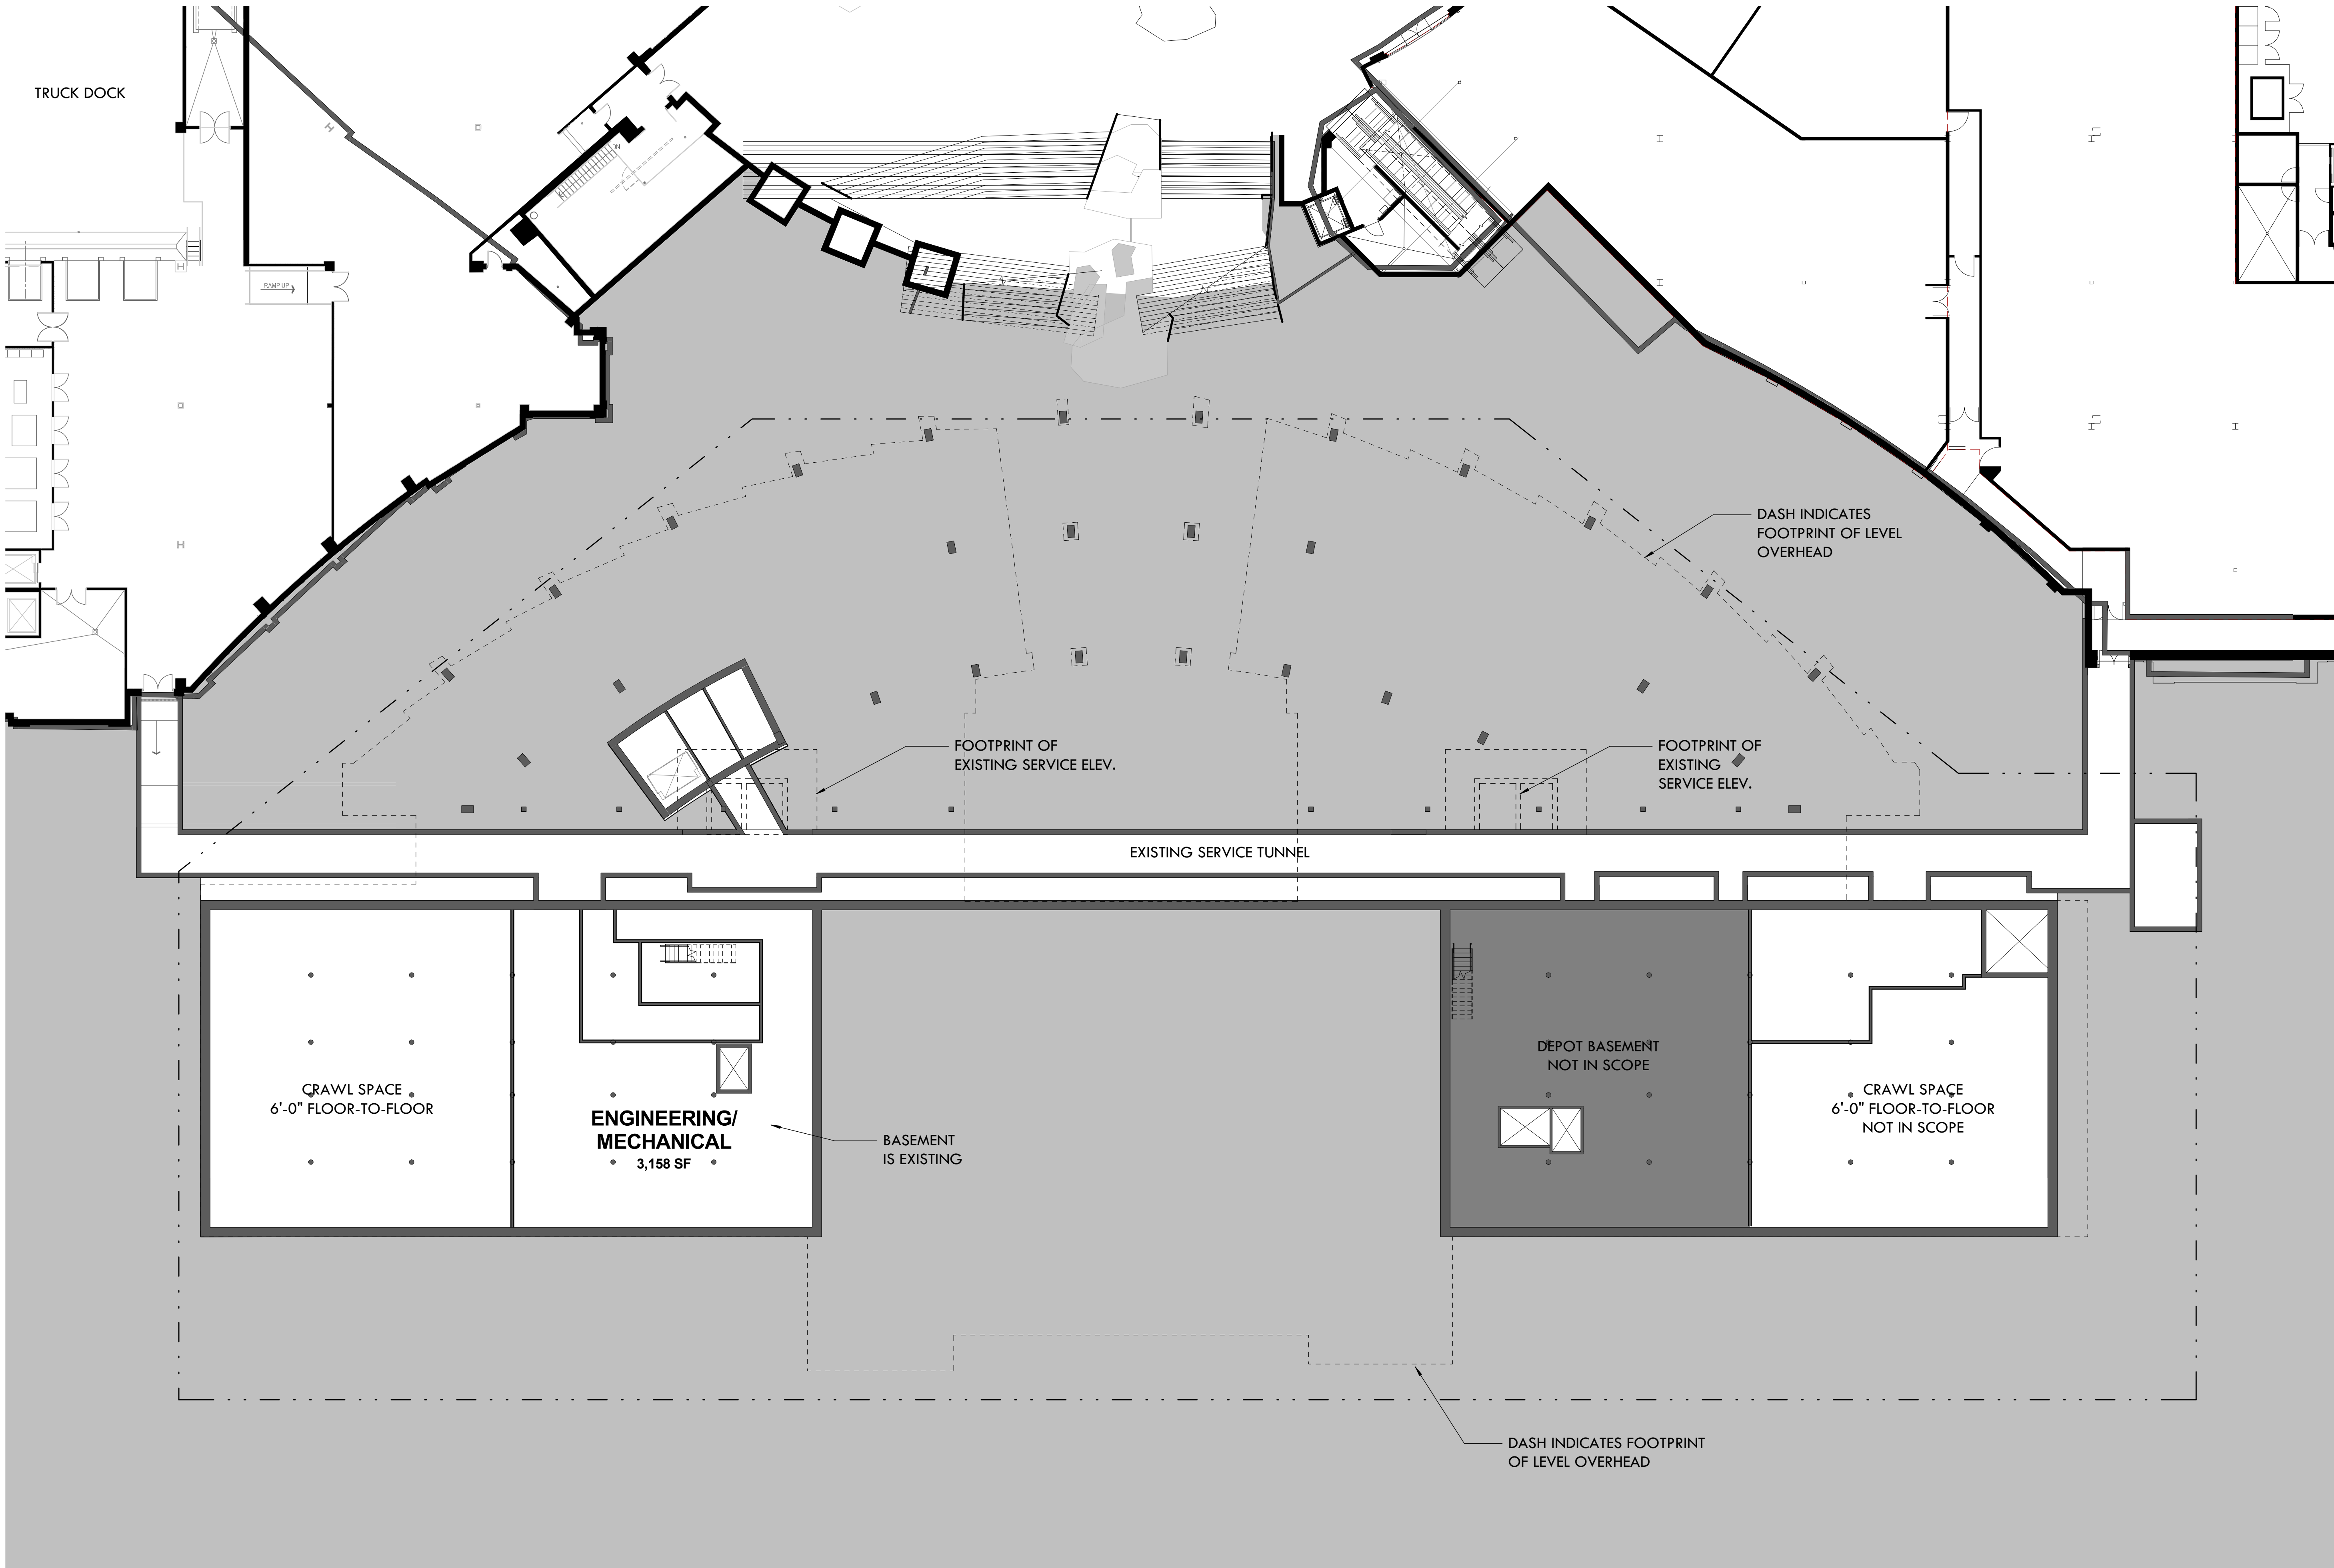 TRUCK DOCK
DN
RAMP UP
DASH INDICATES
FOOTPRINT OF LEVEL
OVERHEAD
FOOTPRINT OF
EXISTING SERVICE ELEV.
FOOTPRINT OF
EXISTING
SERVICE ELEV.
EXISTING SERVICE TUNNEL
CRAWL SPACE
6'-0" FLOOR-TO-FLOOR
ENGINEERING/
MECHANICAL
3,158 SF
BASEMENT
IS EXISTING
DEPOT BASEMENT
NOT IN SCOPE
CRAWL SPACE
6'-0" FLOOR-TO-FLOOR
NOT IN SCOPE
DASH INDICATES FOOTPRINT
OF LEVEL OVERHEAD